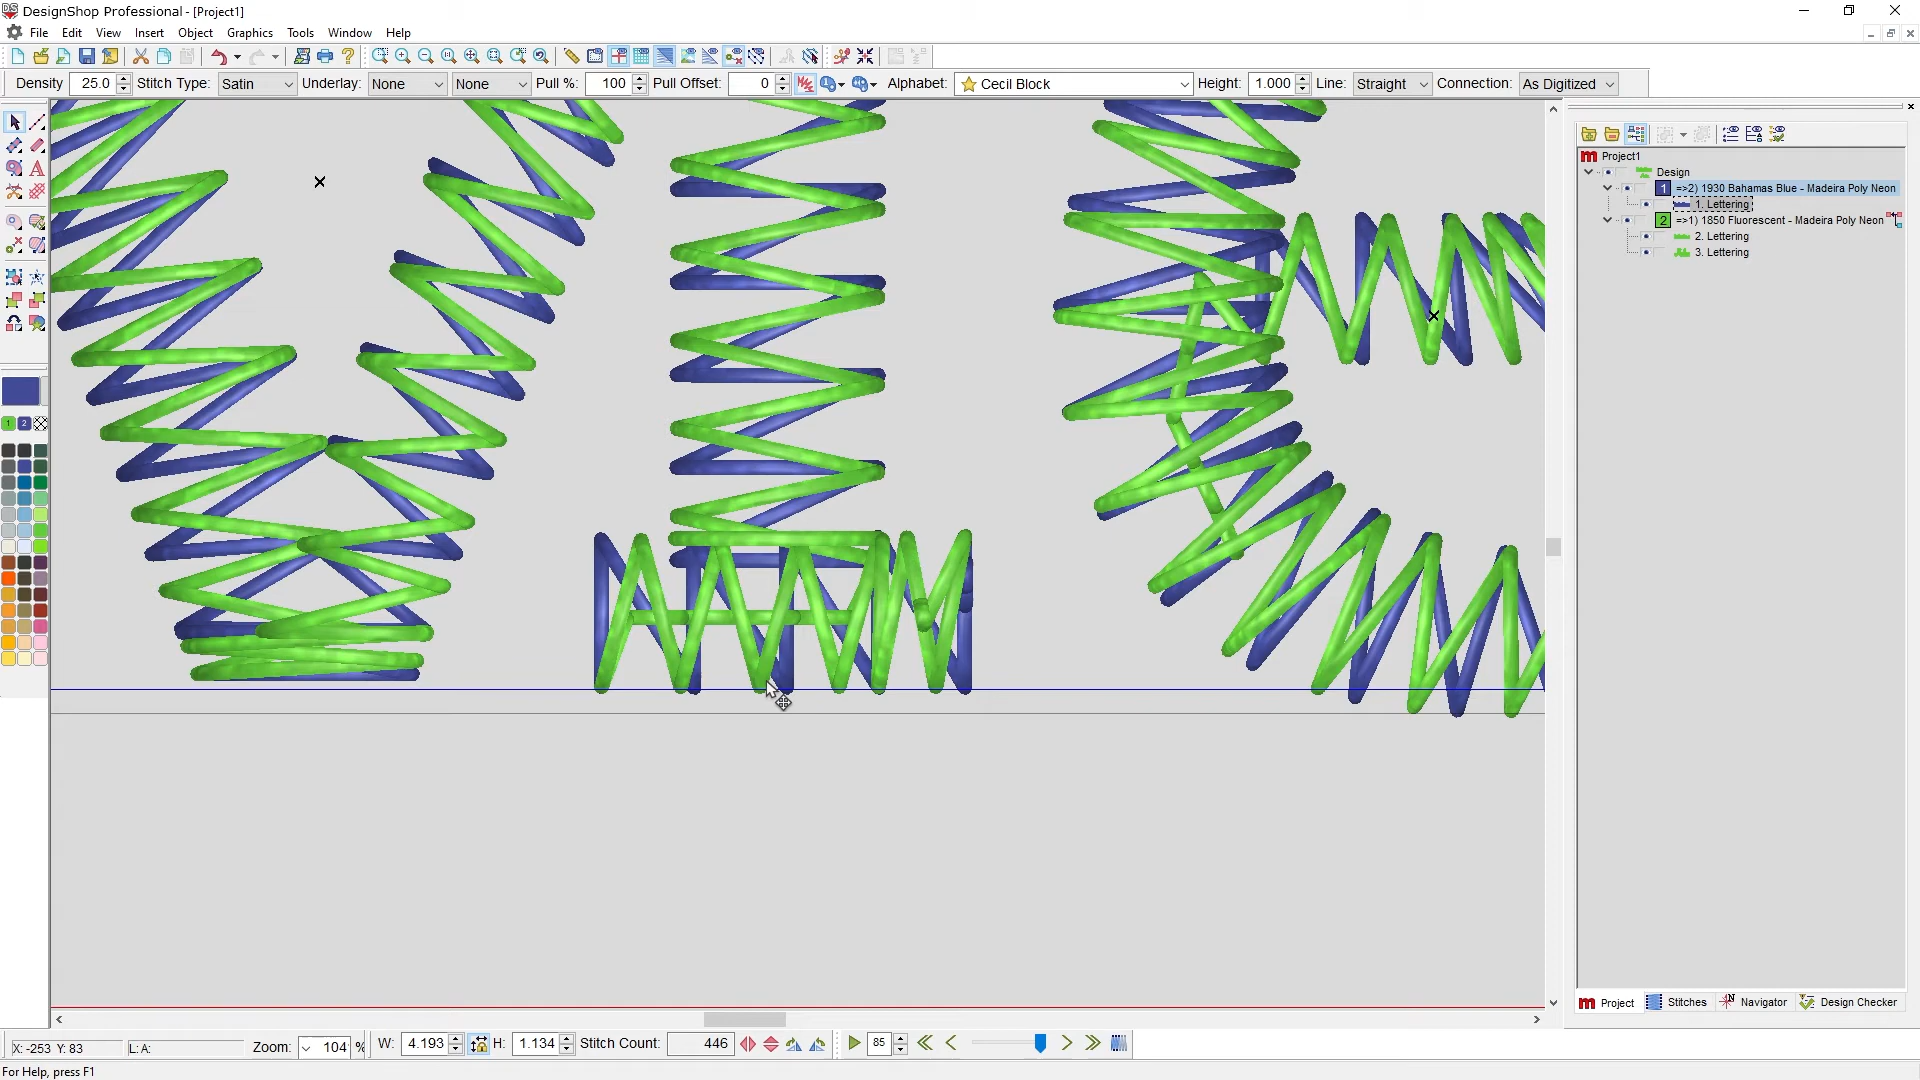 DesignShop Professional - [Project1]
File Edit View Insert Object Graphics Tools Window Help
Density 25.0 Stitch Type: Satin Underlay: None None Pull %: 100 Pull Offset: 0 Alphabet: Cecil Block Height: 1.000 Line: Straight Connection: As Digitized
Project1
Design
1 =>2) 1930 Bahamas Blue - Madeira Poly Neon
1. Lettering
2 =>1) 1850 Fluorescent - Madeira Poly Neon
2. Lettering
3. Lettering
1 2
Project Stitches Navigator Design Checker
X: -253 Y: 83 L: A: Zoom: 104 % W: 4.193 H: 1.134 Stitch Count: 446 85
For Help, press F1